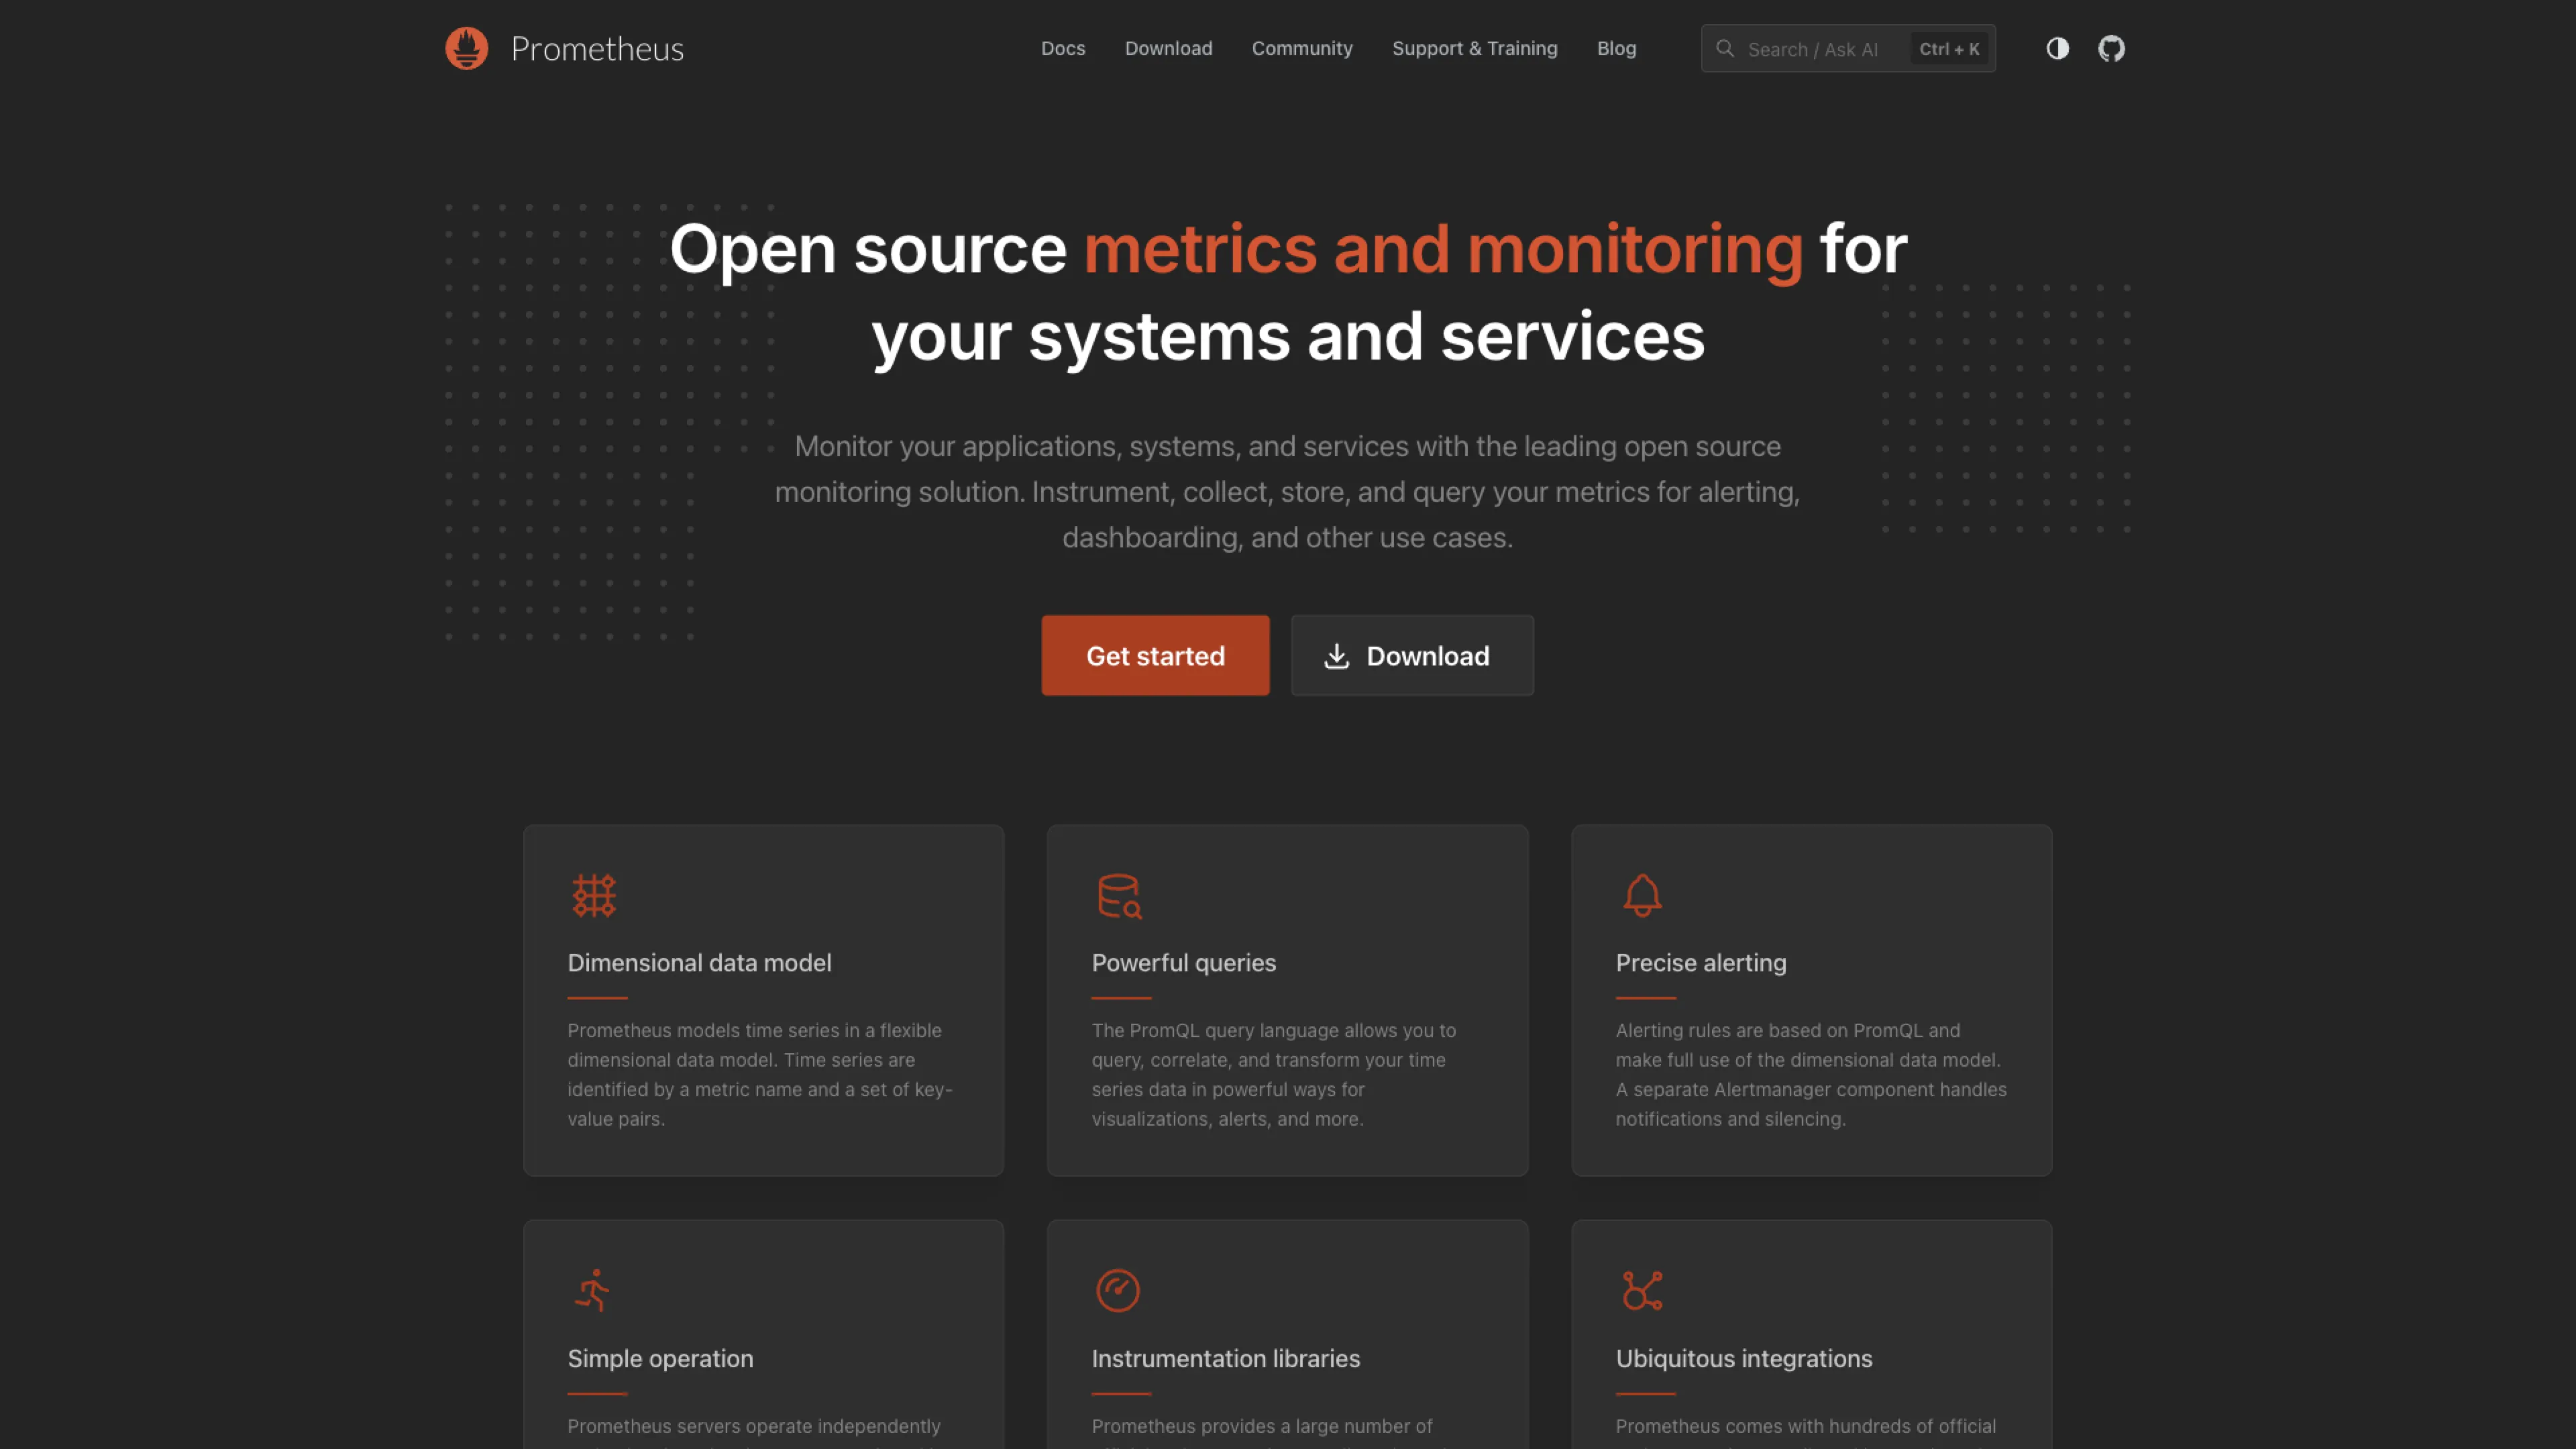 Prometheus
Docs
Download
Community
Support & Training
Blog
Search / Ask AI
Ctrl + K
Open source metrics and monitoring for
your systems and services
Monitor your applications, systems, and services with the leading open source
monitoring solution. Instrument, collect, store, and query your metrics for alerting,
dashboarding, and other use cases.
Get started
Download
Dimensional data model
Prometheus models time series in a flexible
dimensional data model. Time series are
identified by a metric name and a set of key-
value pairs.
Powerful queries
The PromQL query language allows you to
query, correlate, and transform your time
series data in powerful ways for
visualizations, alerts, and more.
Precise alerting
Alerting rules are based on PromQL and
make full use of the dimensional data model.
A separate Alertmanager component handles
notifications and silencing.
Simple operation
Prometheus servers operate independently
Instrumentation libraries
Prometheus provides a large number of
Ubiquitous integrations
Prometheus comes with hundreds of official